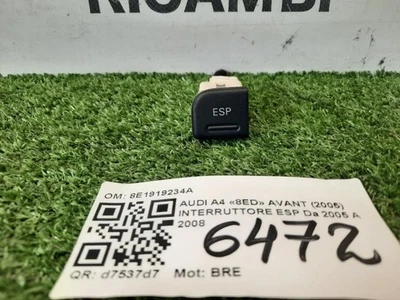 RICAMBI
ESP
OM: 8E1919234A
AUDI A4 «8ED» AVANT (2005)
INTERRUTTORE ESP Da 2005 A
2008
6472
QR: d7537d7 Mot: BRE